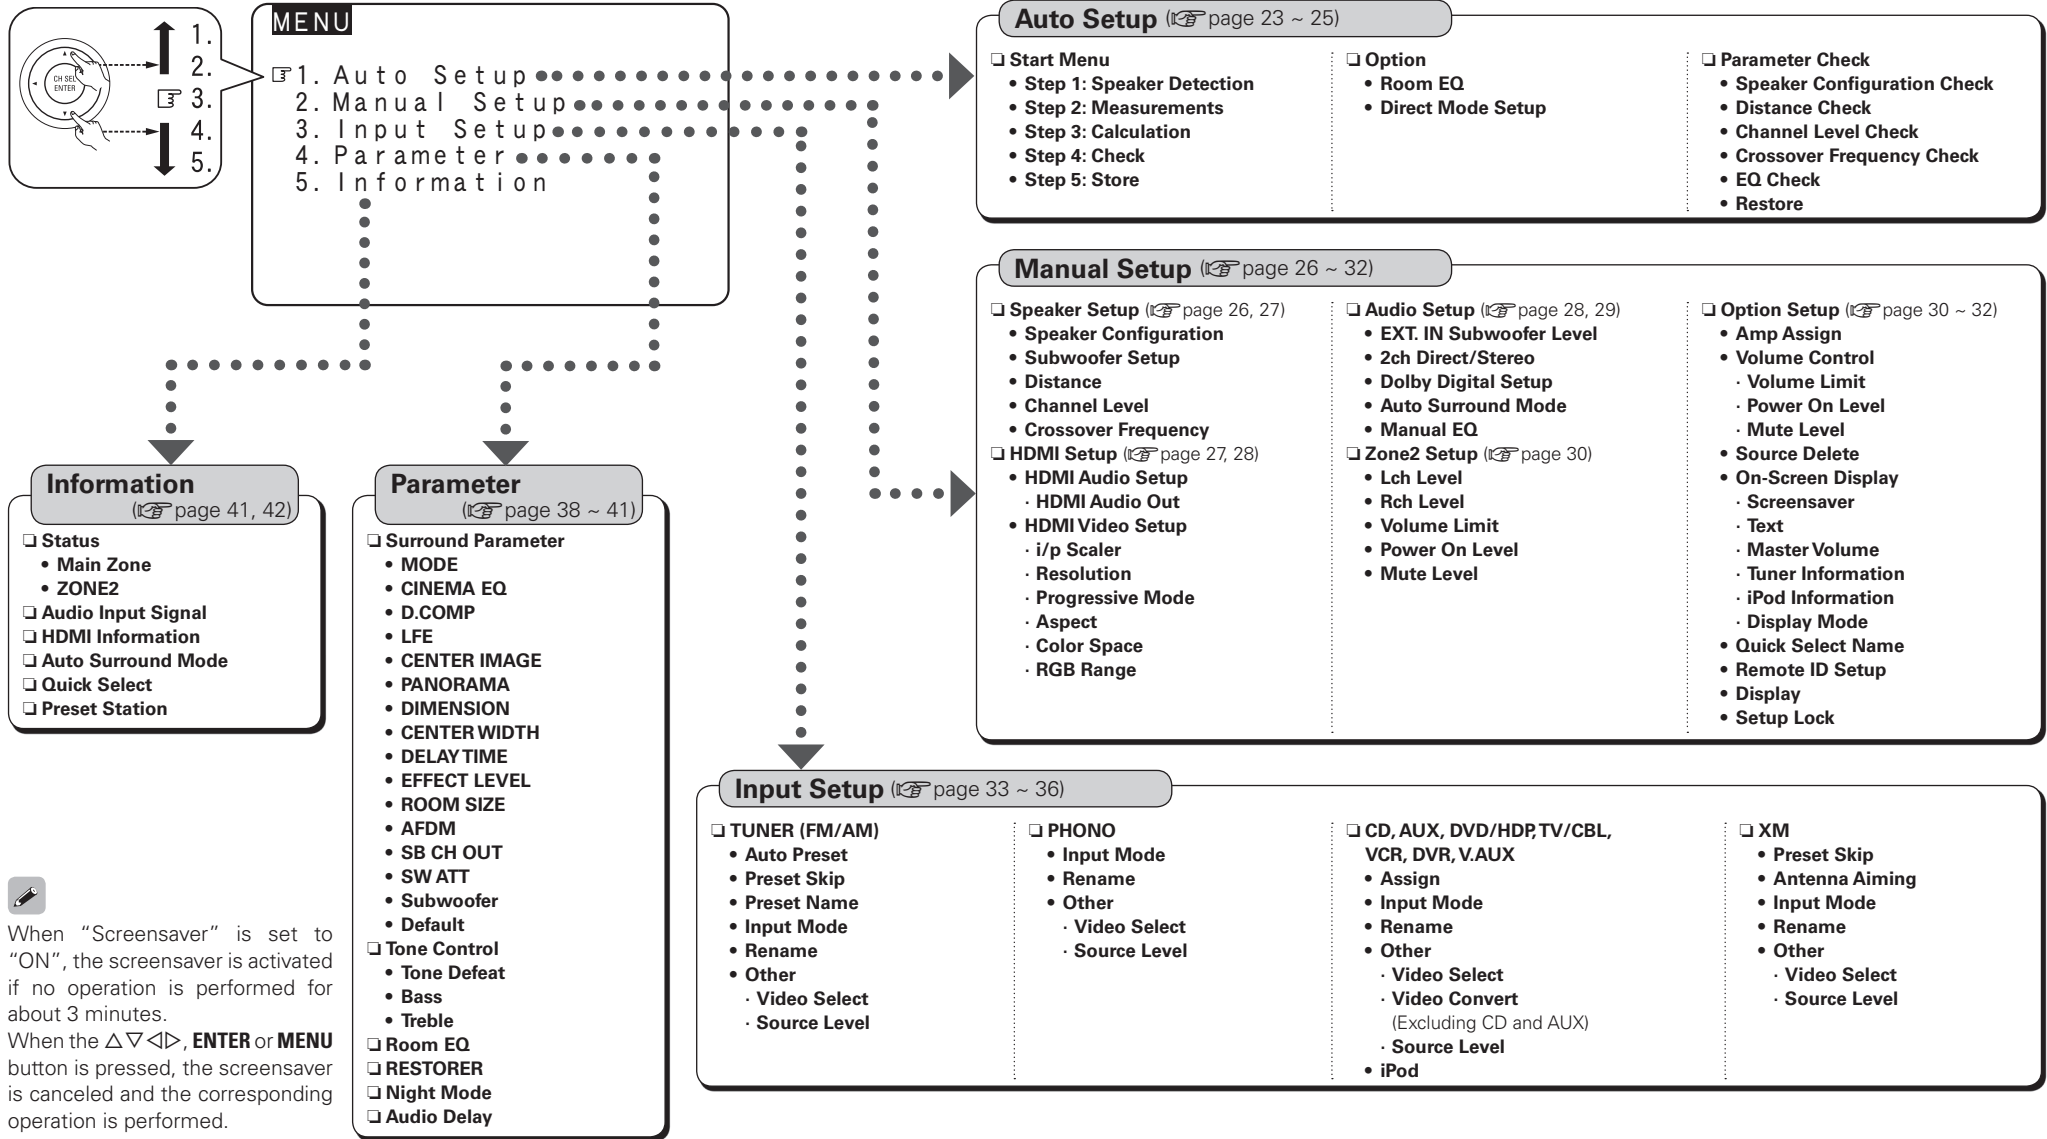 1.
2.
3.
4.
5.
CH SEL
ENTER
MENU
☞1. Auto Setup
2. Manual Setup
3. Input Setup
4. Parameter
5. Information
Auto Setup (☞page 23 ~ 25)
❏ Start Menu
• Step 1: Speaker Detection
• Step 2: Measurements
• Step 3: Calculation
• Step 4: Check
• Step 5: Store
❏ Option
• Room EQ
• Direct Mode Setup
❏ Parameter Check
• Speaker Configuration Check
• Distance Check
• Channel Level Check
• Crossover Frequency Check
• EQ Check
• Restore
Manual Setup (☞page 26 ~ 32)
❏ Speaker Setup (☞page 26, 27)
• Speaker Configuration
• Subwoofer Setup
• Distance
• Channel Level
• Crossover Frequency
❏ HDMI Setup (☞page 27, 28)
• HDMI Audio Setup
· HDMI Audio Out
• HDMI Video Setup
· i/p Scaler
· Resolution
· Progressive Mode
· Aspect
· Color Space
· RGB Range
❏ Audio Setup (☞page 28, 29)
• EXT. IN Subwoofer Level
• 2ch Direct/Stereo
• Dolby Digital Setup
• Auto Surround Mode
• Manual EQ
❏ Zone2 Setup (☞page 30)
• Lch Level
• Rch Level
• Volume Limit
• Power On Level
• Mute Level
❏ Option Setup (☞page 30 ~ 32)
• Amp Assign
• Volume Control
· Volume Limit
· Power On Level
· Mute Level
• Source Delete
• On-Screen Display
· Screensaver
· Text
· Master Volume
· Tuner Information
· iPod Information
· Display Mode
• Quick Select Name
• Remote ID Setup
• Display
• Setup Lock
Information
(☞page 41, 42)
❏ Status
• Main Zone
• ZONE2
❏ Audio Input Signal
❏ HDMI Information
❏ Auto Surround Mode
❏ Quick Select
❏ Preset Station
Parameter
(☞page 38 ~ 41)
❏ Surround Parameter
• MODE
• CINEMA EQ
• D.COMP
• LFE
• CENTER IMAGE
• PANORAMA
• DIMENSION
• CENTER WIDTH
• DELAY TIME
• EFFECT LEVEL
• ROOM SIZE
• AFDM
• SB CH OUT
• SW ATT
• Subwoofer
• Default
❏ Tone Control
• Tone Defeat
• Bass
• Treble
❏ Room EQ
❏ RESTORER
❏ Night Mode
❏ Audio Delay
Input Setup (☞page 33 ~ 36)
❏ TUNER (FM/AM)
• Auto Preset
• Preset Skip
• Preset Name
• Input Mode
• Rename
• Other
· Video Select
· Source Level
❏ PHONO
• Input Mode
• Rename
• Other
· Video Select
· Source Level
❏ CD, AUX, DVD/HDP, TV/CBL,
VCR, DVR, V.AUX
• Assign
• Input Mode
• Rename
• Other
· Video Select
· Video Convert
(Excluding CD and AUX)
· Source Level
• iPod
❏ XM
• Preset Skip
• Antenna Aiming
• Input Mode
• Rename
• Other
· Video Select
· Source Level
When “Screensaver” is set to
“ON”, the screensaver is activated
if no operation is performed for
about 3 minutes.
When the △▽◁▷, ENTER or MENU
button is pressed, the screensaver
is canceled and the corresponding
operation is performed.